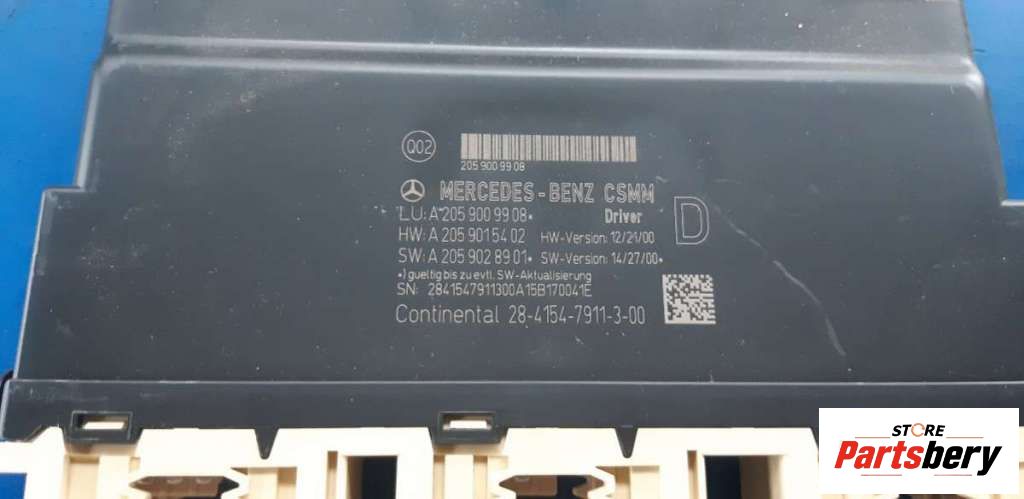 Q02
205 900 99 08
MERCEDES-BENZ CSMM
LU: A 205 900 99 08* Driver D
HW: A 205 901 54 02 HW-Version: 12/21/00
SW: A 205 902 89 01* SW-Version: 14/27/00*
*) gueltig bis zu evtl. SW-Aktualisierung
SN: 2841547911300A15B170041E
Continental 28-4154-7911-3-00
STORE
Partsbery